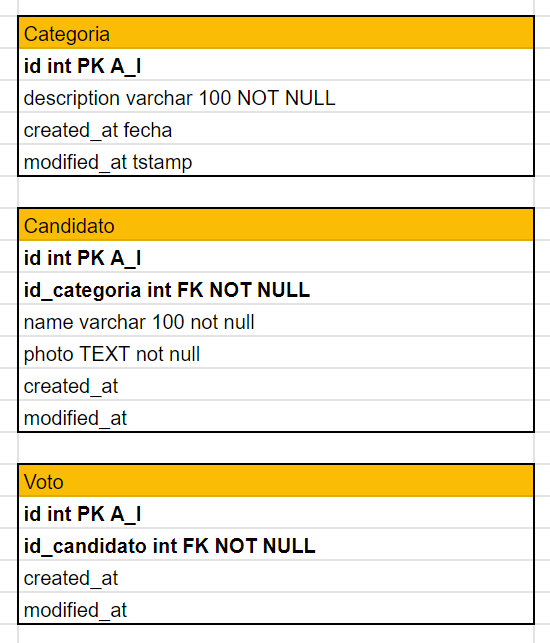 Categoria
id int PK A_I
description varchar 100 NOT NULL
created_at fecha
modified_at tstamp
Candidato
id int PK A_I
id_categoria int FK NOT NULL
name varchar 100 not null
photo TEXT not null
created_at
modified_at
Voto
id int PK A_I
id_candidato int FK NOT NULL
created_at
modified_at